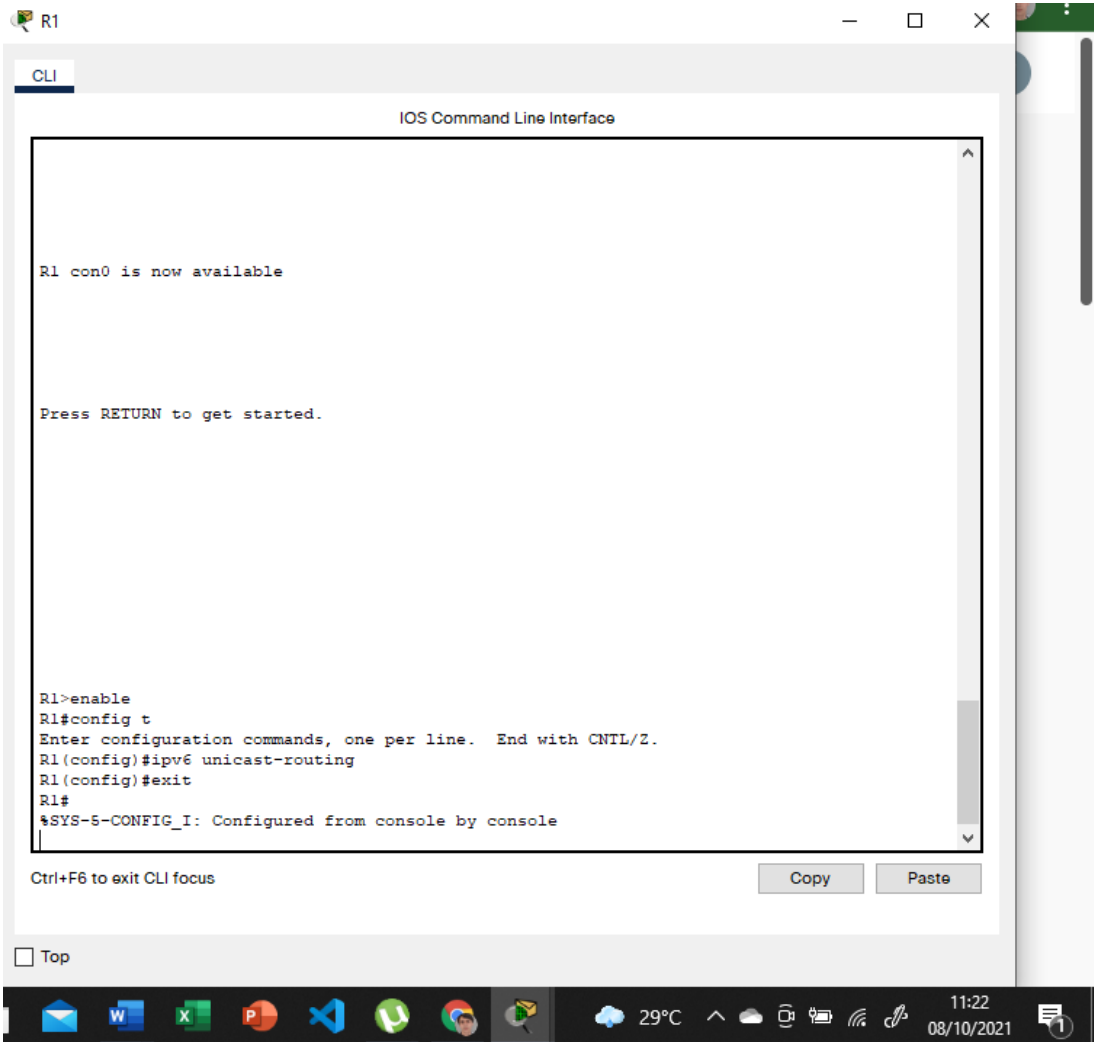 R1
CLI
IOS Command Line Interface
R1 con0 is now available
Press RETURN to get started.
R1>enable
R1#config t
Enter configuration commands, one per line.  End with CNTL/Z.
R1(config)#ipv6 unicast-routing
R1(config)#exit
R1#
%SYS-5-CONFIG_I: Configured from console by console
Ctrl+F6 to exit CLI focus
Copy
Paste
Top
29°C
11:22
08/10/2021
1